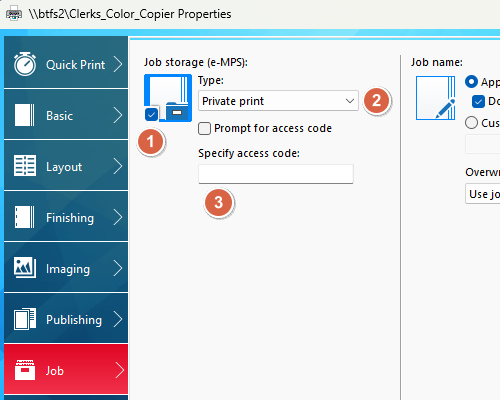 \\btfs2\Clerks_Color_Copier Properties
Quick Print
Basic
Layout
Finishing
Imaging
Publishing
Job
Job storage (e-MPS):
Type:
Private print
2
1
Prompt for access code
Specify access code:
3
Job name:
App
Do
Cus
Overwr
Use jo